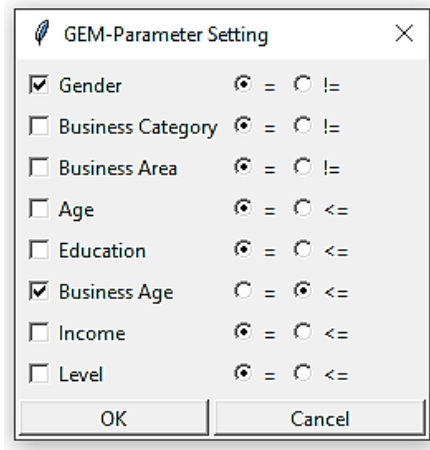 GEM-Parameter Setting
Gender = !=
Business Category = !=
Business Area = !=
Age = <=
Education = <=
Business Age = <=
Income = <=
Level = <=
OK Cancel